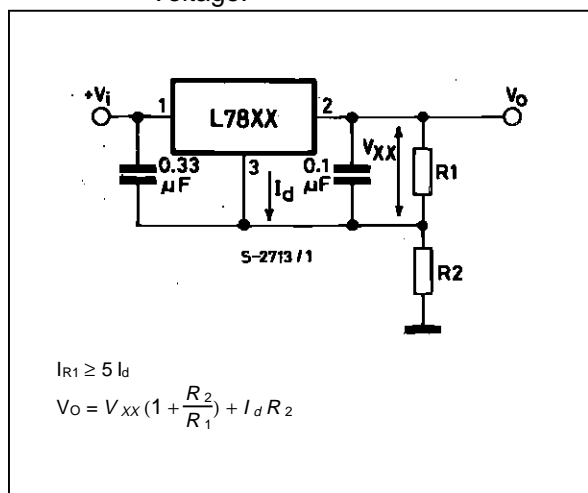 voltage.
+Vi
1
L78XX
2
Vo
0.33
µF
3
Id
0.1
µF
VXX
R1
S-2713/1
R2
IR1 ≥ 5 Id
VO = VXX (1 + R2/R1) + Id R2